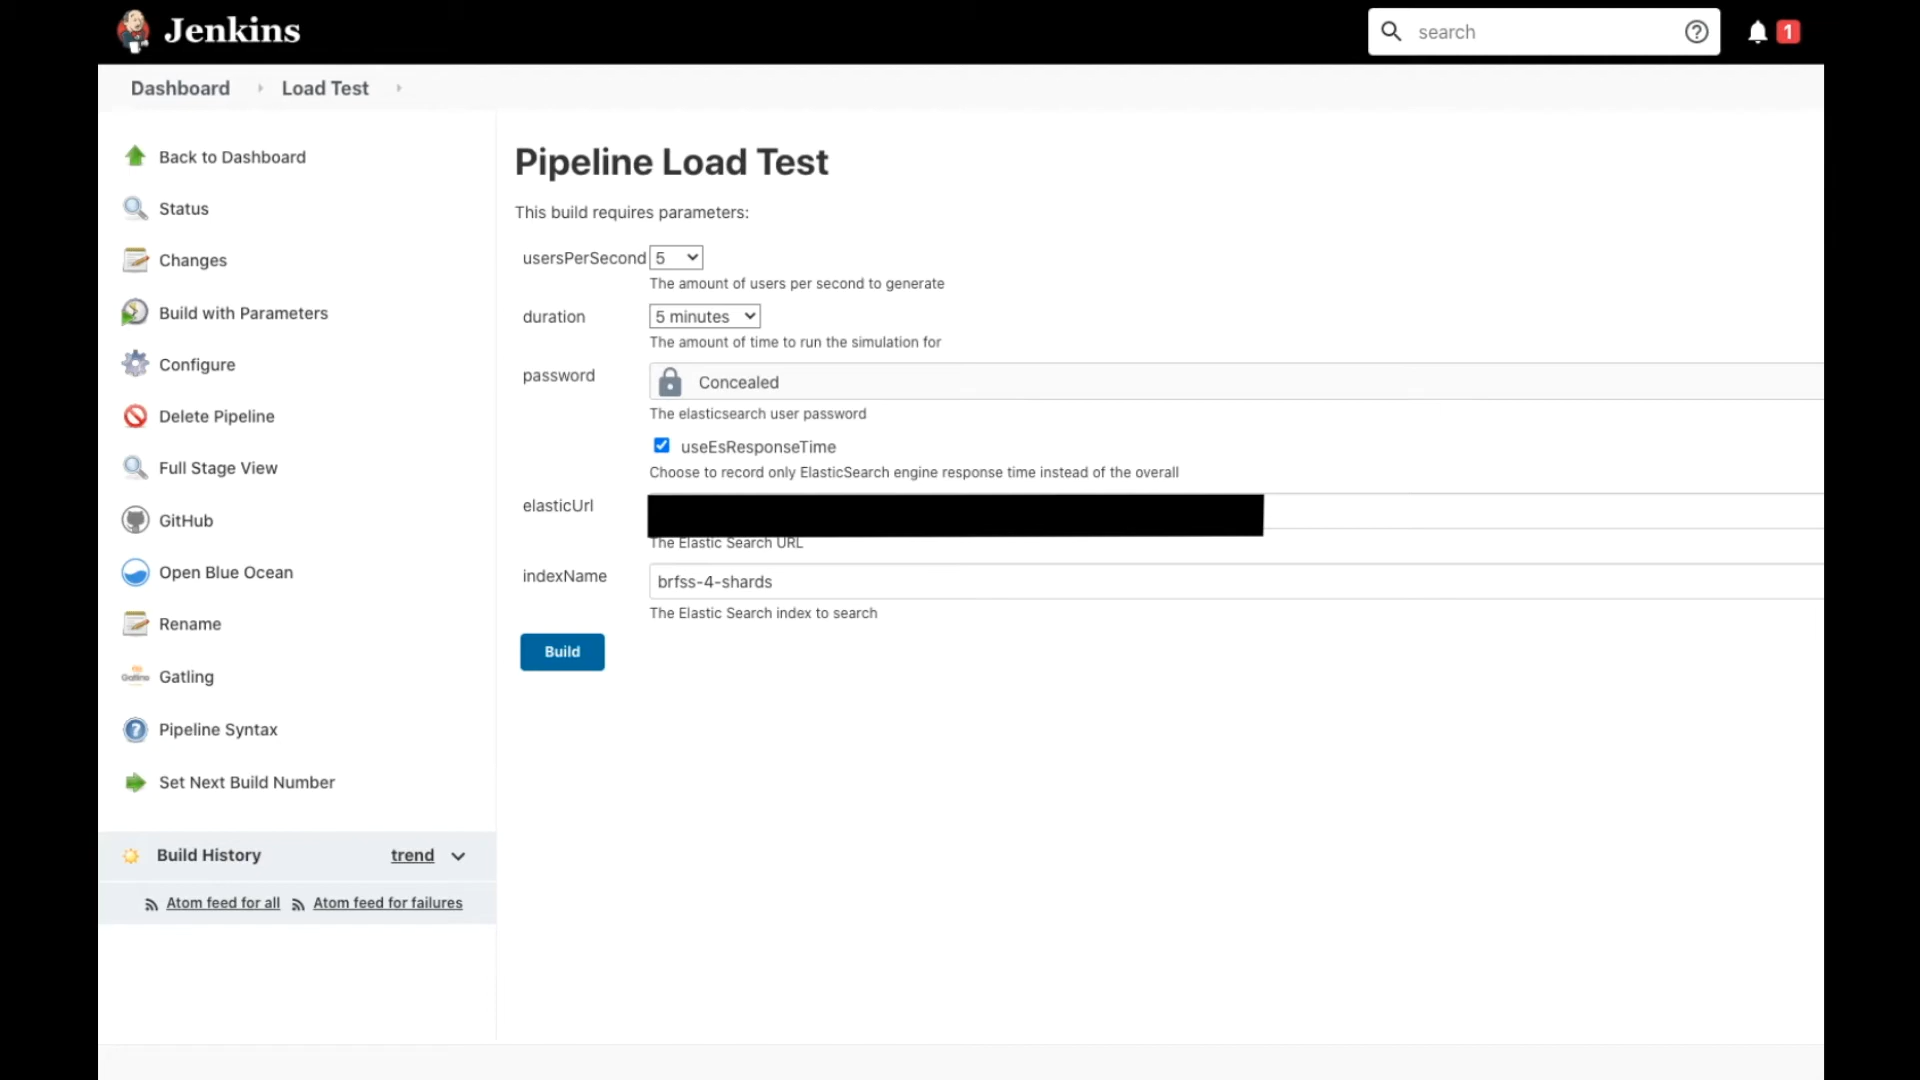 Jenkins
search
1
Dashboard
Load Test
Back to Dashboard
Status
Changes
Build with Parameters
Configure
Delete Pipeline
Full Stage View
GitHub
Open Blue Ocean
Rename
Gatling
Gatling
Pipeline Syntax
Set Next Build Number
Build History
trend
Atom feed for all
Atom feed for failures
Pipeline Load Test
This build requires parameters:
usersPerSecond
5
The amount of users per second to generate
duration
5 minutes
The amount of time to run the simulation for
password
Concealed
The elasticsearch user password
useEsResponseTime
Choose to record only ElasticSearch engine response time instead of the overall
elasticUrl
The Elastic Search URL
indexName
brfss-4-shards
The Elastic Search index to search
Build